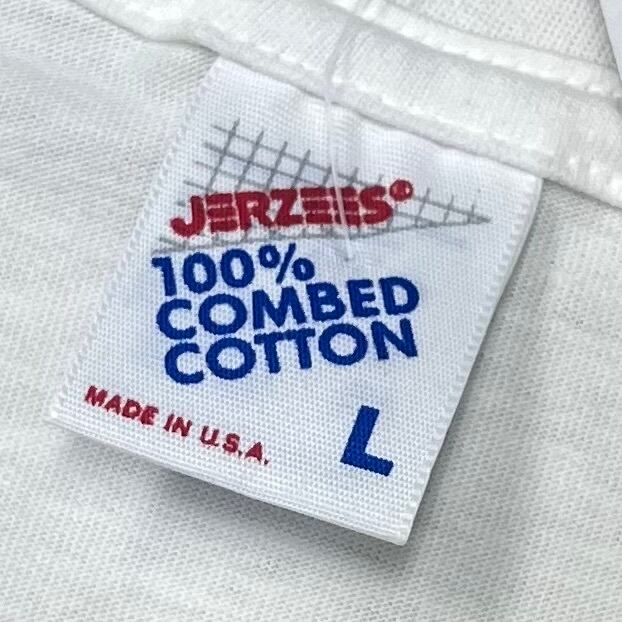 JERZEES®
100%
COMBED
COTTON
MADE IN U.S.A.
L